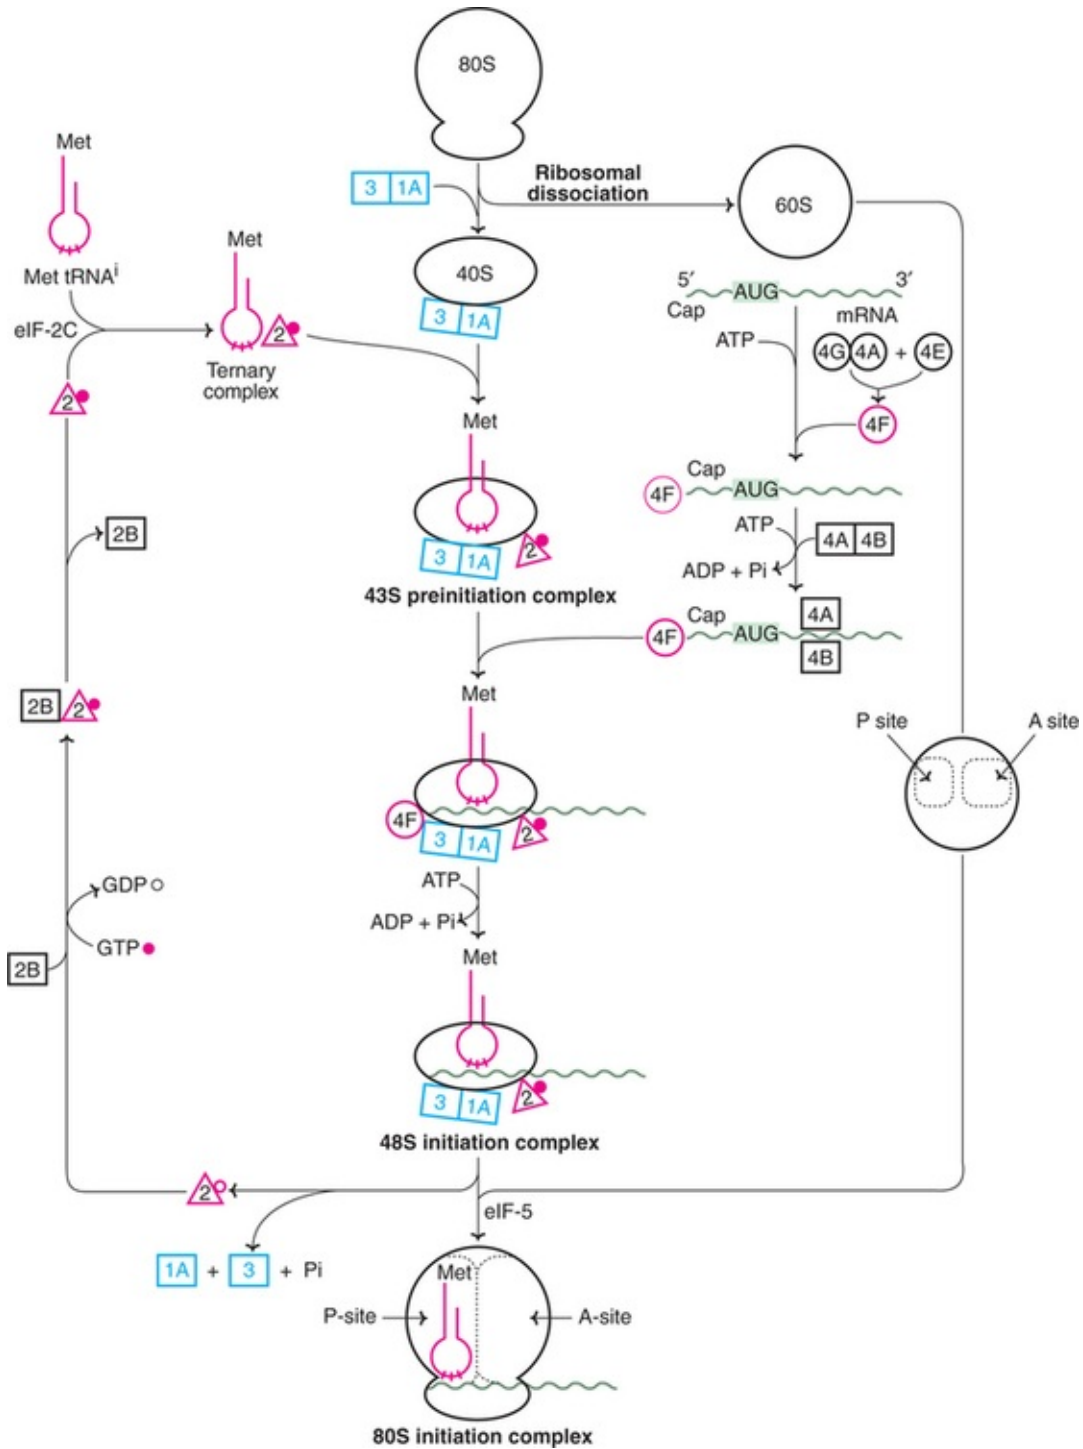 80S
Met
3 1A
Ribosomal
dissociation
60S
Met
40S
Met tRNAi
3 1A
5′ AUG 3′
Cap
mRNA
eIF-2C
2
ATP
4G 4A + 4E
Ternary
complex
2
Met
4F
Cap
4F AUG
2B
ATP
4A 4B
3 1A 2
ADP + Pi
43S preinitiation complex
Cap 4A
4F AUG
4B
Met
2B 2
P site
A site
4F
3 1A 2
ATP
GDP
ADP + Pi
GTP
Met
2B
3 1A 2
48S initiation complex
2
eIF-5
1A + 3 + Pi
Met
P-site
A-site
80S initiation complex